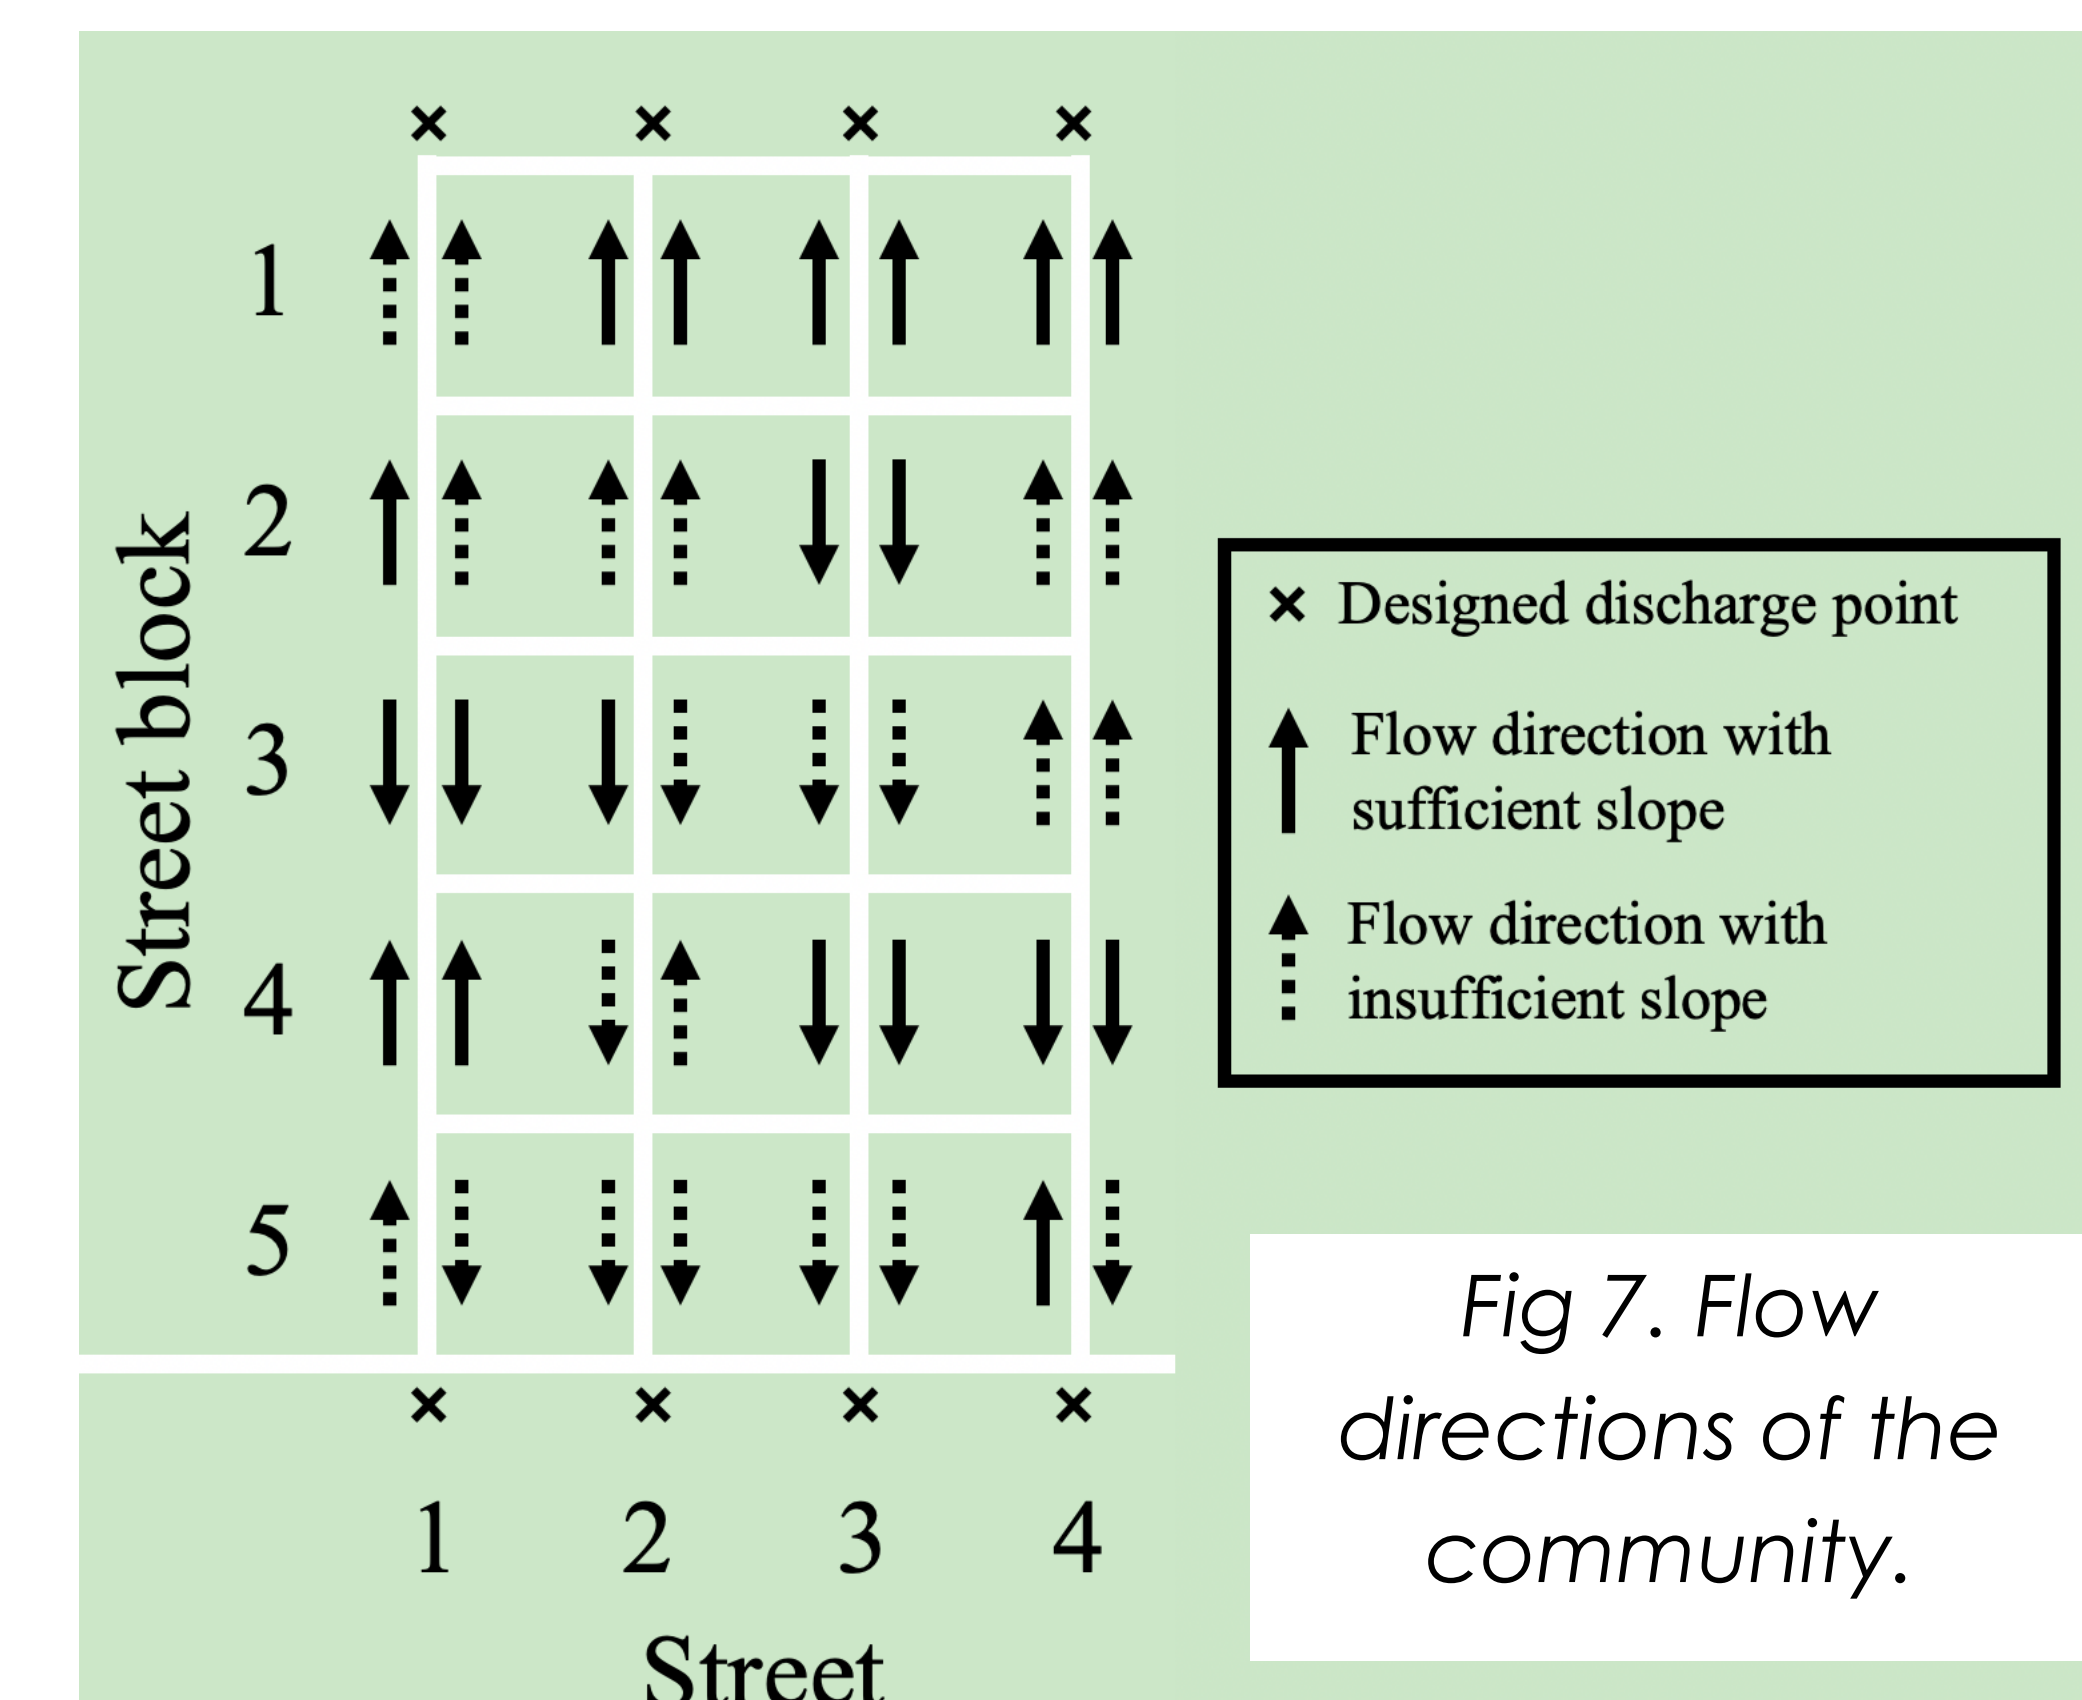 1
2
3
4
5
Street block
× Designed discharge point
Flow direction with
sufficient slope
Flow direction with
insufficient slope
Fig 7. Flow
directions of the
community.
1 2 3 4
Street